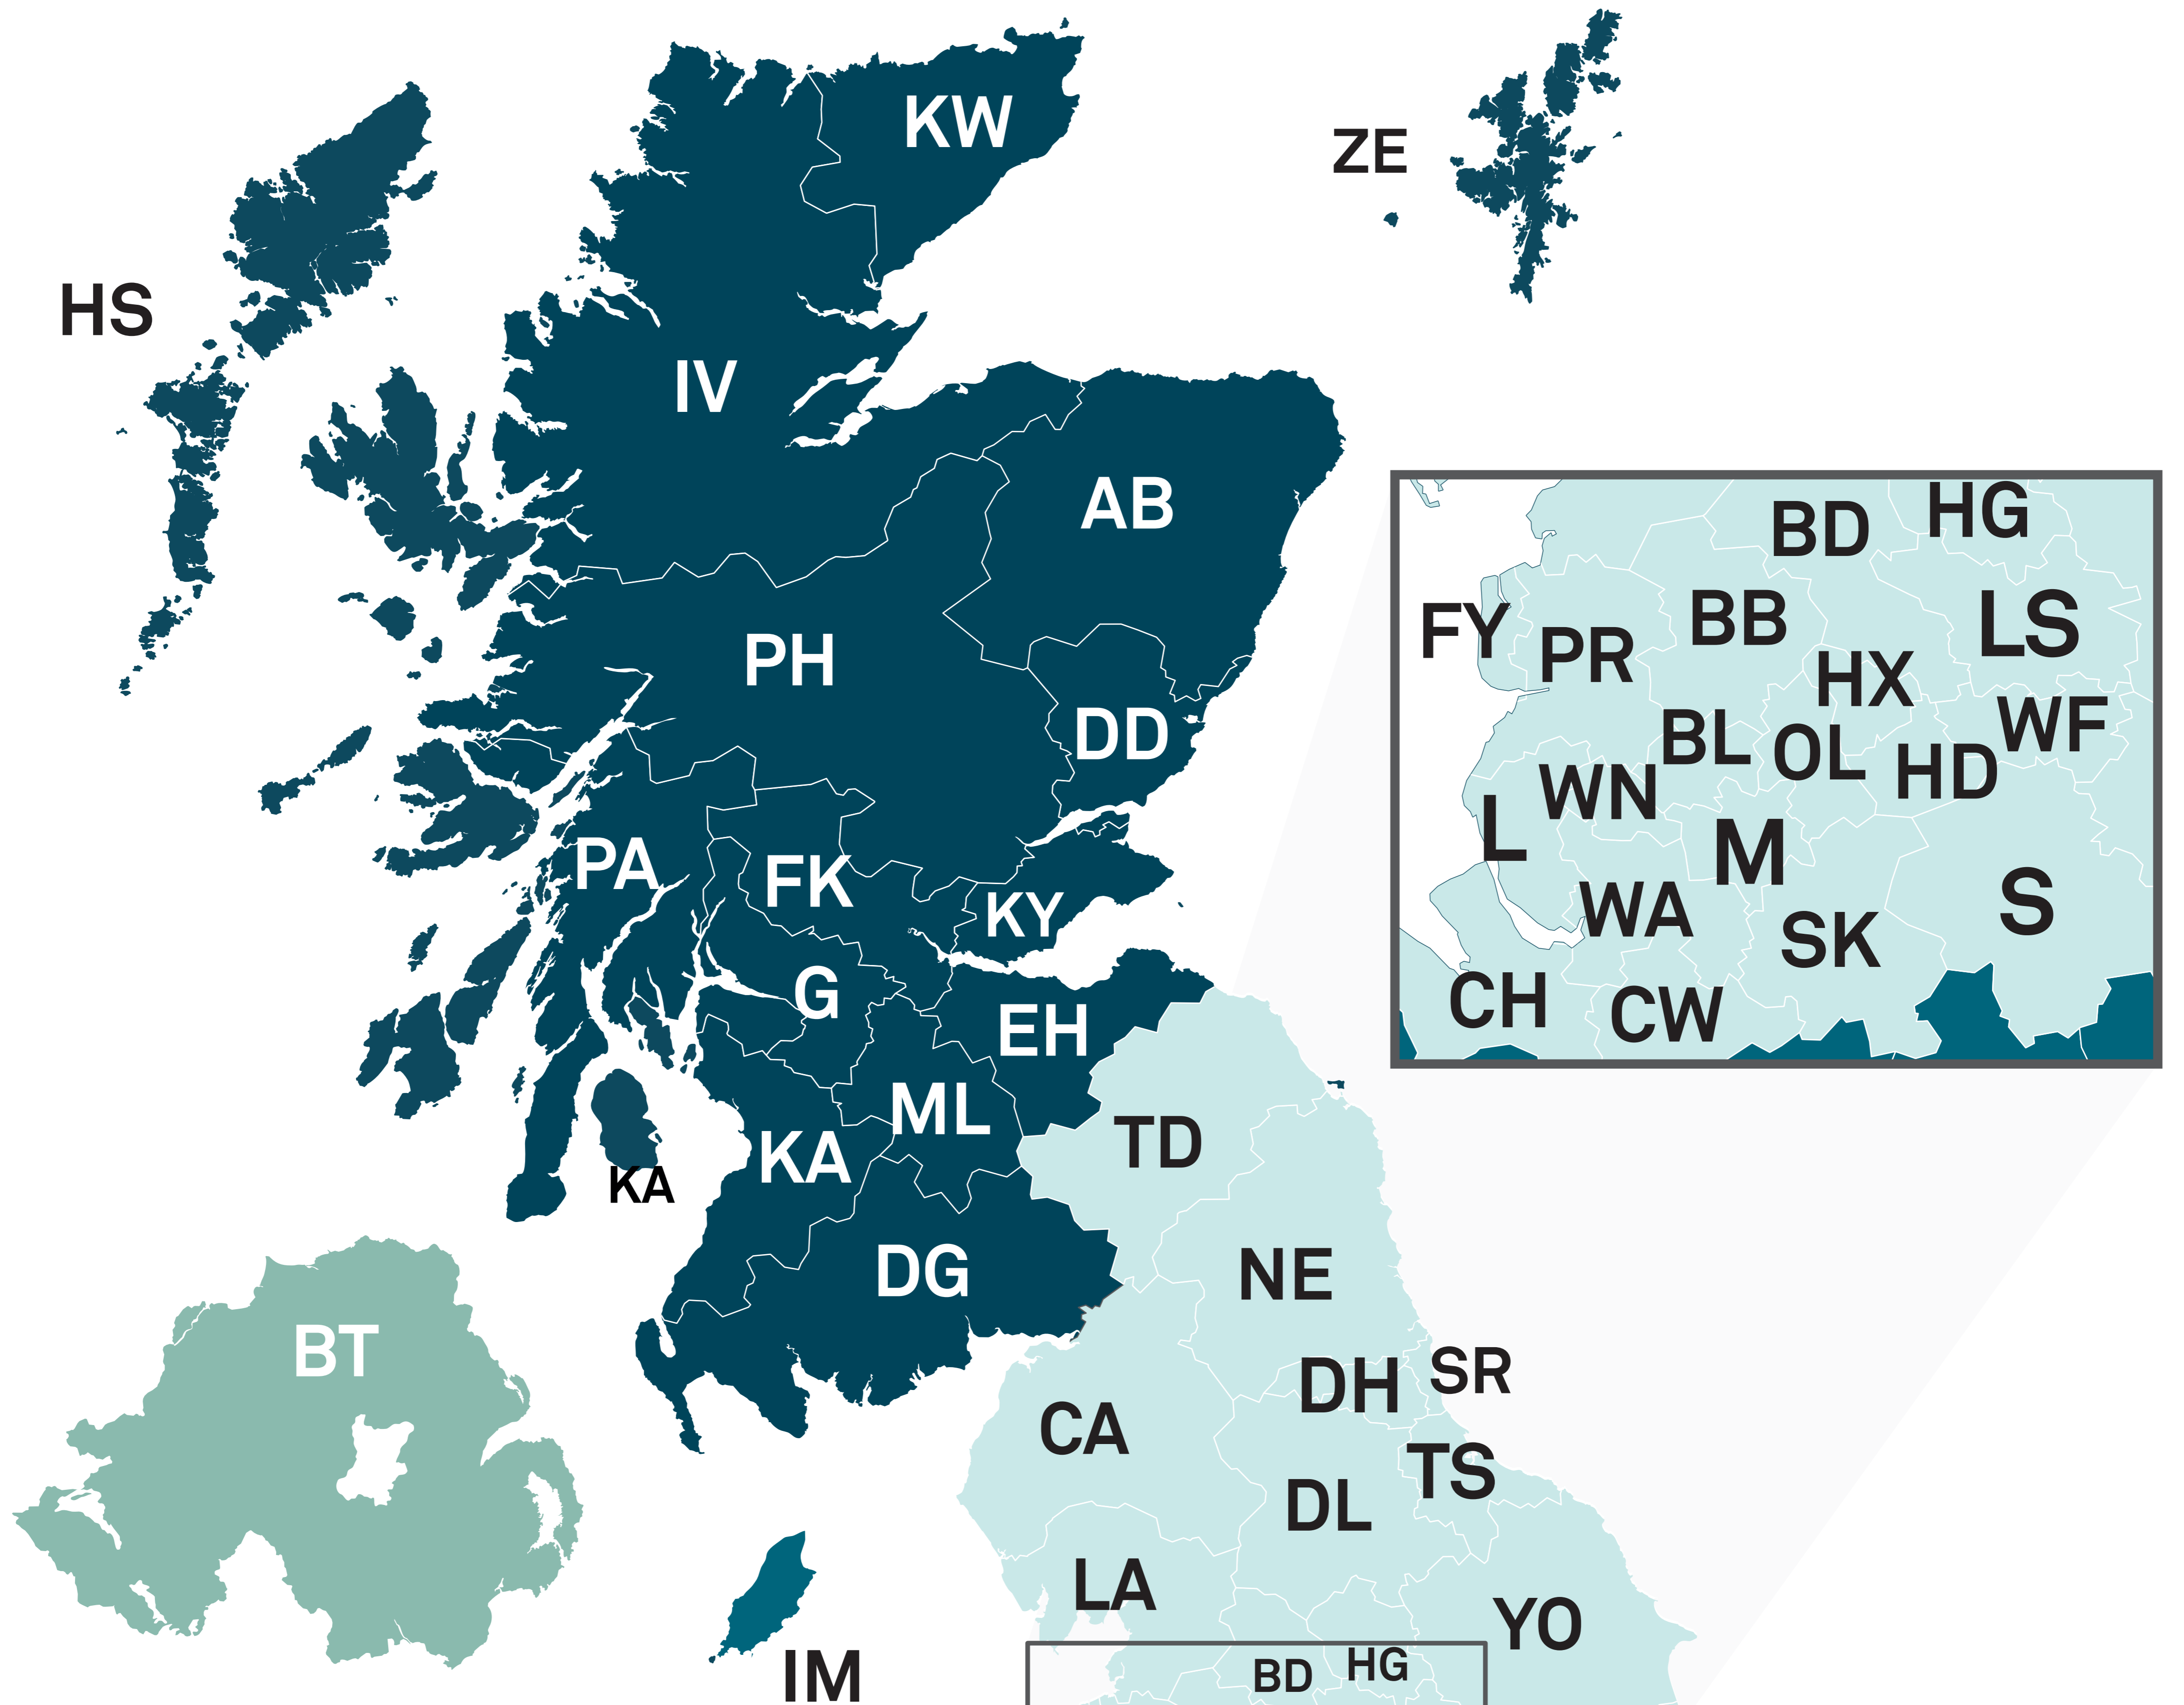 KW
ZE
HS
IV
AB
PH
DD
PA
FK
KY
G
EH
ML
KA
KA
TD
DG
NE
BT
DH
SR
CA
TS
DL
LA
YO
IM
BD
HG
BD
HG
FY
PR
BB
LS
HX
BL
OL
WF
HD
WN
L
M
WA
SK
S
CH
CW